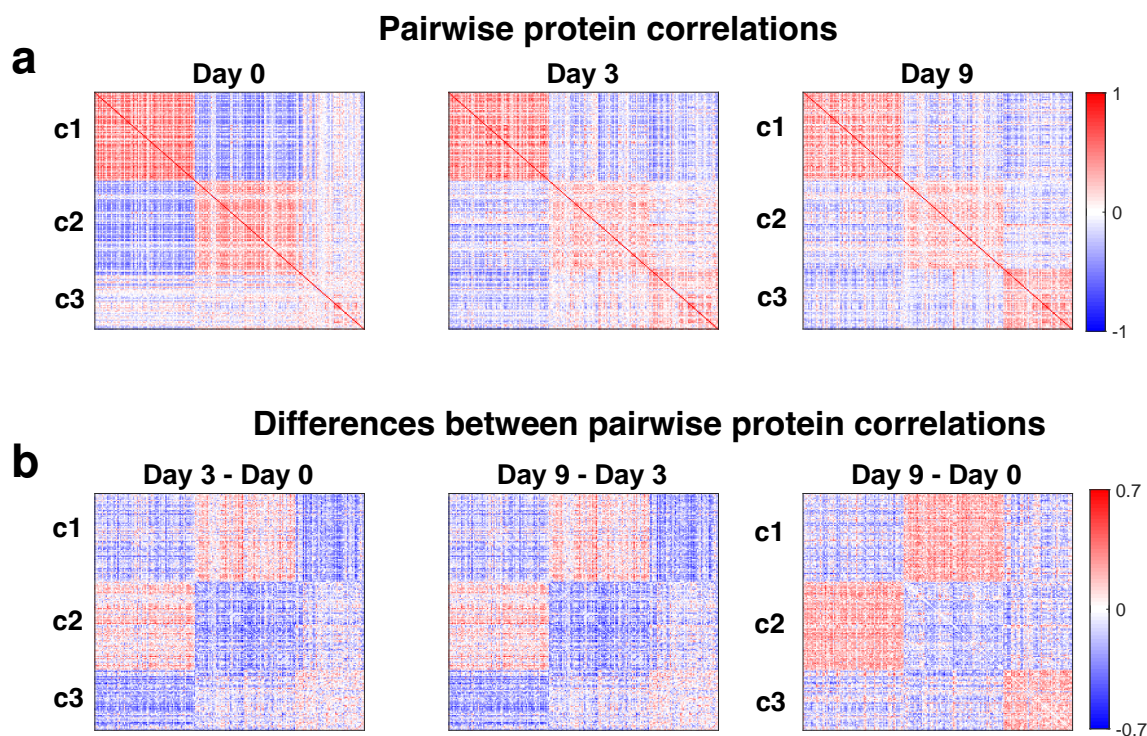 Pairwise protein correlations
a
Day 0
Day 3
Day 9
c1
c2
c3
c1
c2
c3
1
0
-1
Differences between pairwise protein correlations
b
Day 3 - Day 0
Day 9 - Day 3
Day 9 - Day 0
c1
c2
c3
c1
c2
c3
0.7
0
-0.7